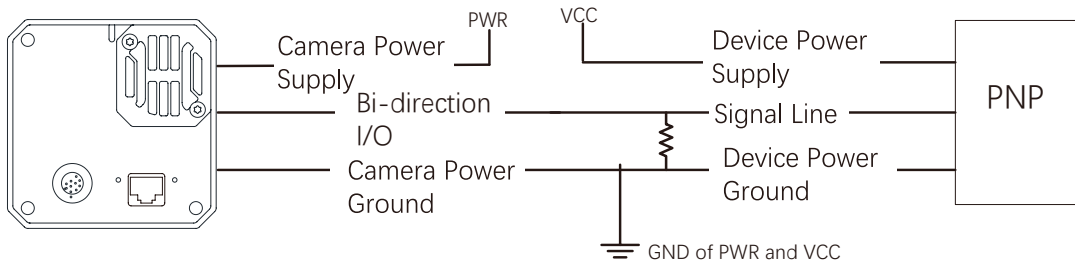 PWR
VCC
Camera Power
Supply
Device Power
Supply
PNP
Bi-direction
I/O
Signal Line
Camera Power
Ground
Device Power
Ground
GND of PWR and VCC